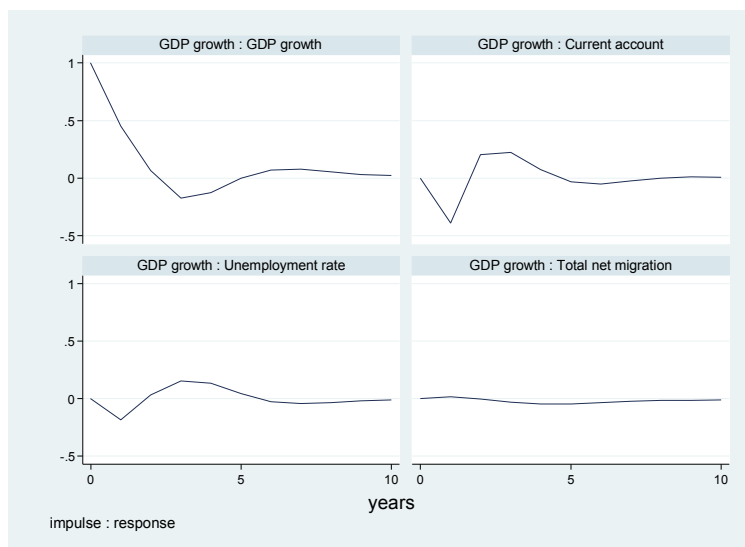 GDP growth : GDP growth
GDP growth : Current account
1
.5
0
-.5
GDP growth : Unemployment rate
GDP growth : Total net migration
1
.5
0
-.5
0 5 10
0 5 10
years
impulse : response